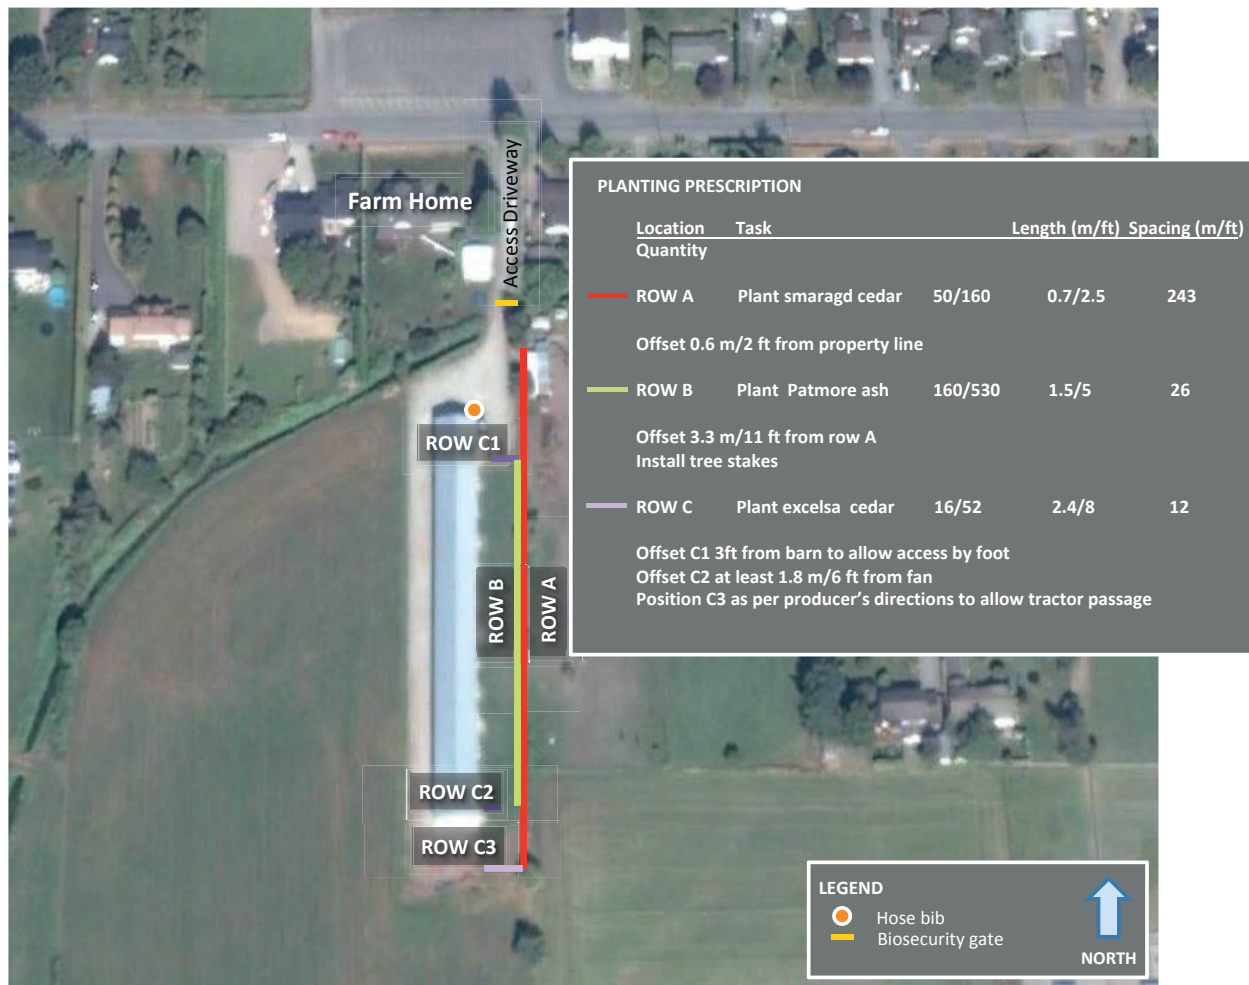 Farm Home
Access Driveway
PLANTING PRESCRIPTION
Location Task Length (m/ft) Spacing (m/ft)
Quantity
ROW A Plant smaragd cedar 50/160 0.7/2.5 243
Offset 0.6 m/2 ft from property line
ROW B Plant Patmore ash 160/530 1.5/5 26
Offset 3.3 m/11 ft from row A
Install tree stakes
ROW C Plant excelsa cedar 16/52 2.4/8 12
Offset C1 3ft from barn to allow access by foot
Offset C2 at least 1.8 m/6 ft from fan
Position C3 as per producer's directions to allow tractor passage
ROW C1
ROW B
ROW A
ROW C2
ROW C3
LEGEND
Hose bib
Biosecurity gate
NORTH